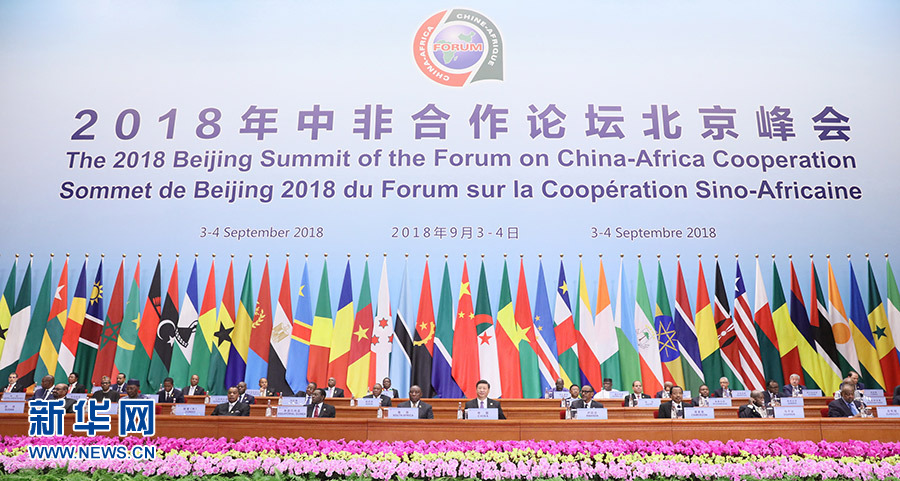 CHINE-AFRIQUE
CHINA-AFRICA
FORUM
2018年中非合作论坛北京峰会
The 2018 Beijing Summit of the Forum on China-Africa Cooperation
Sommet de Beijing 2018 du Forum sur la Coopération Sino-Africaine
3-4 September 2018
2018年9月3-4日
3-4 Septembre 2018
新华网
WWW.NEWS.CN